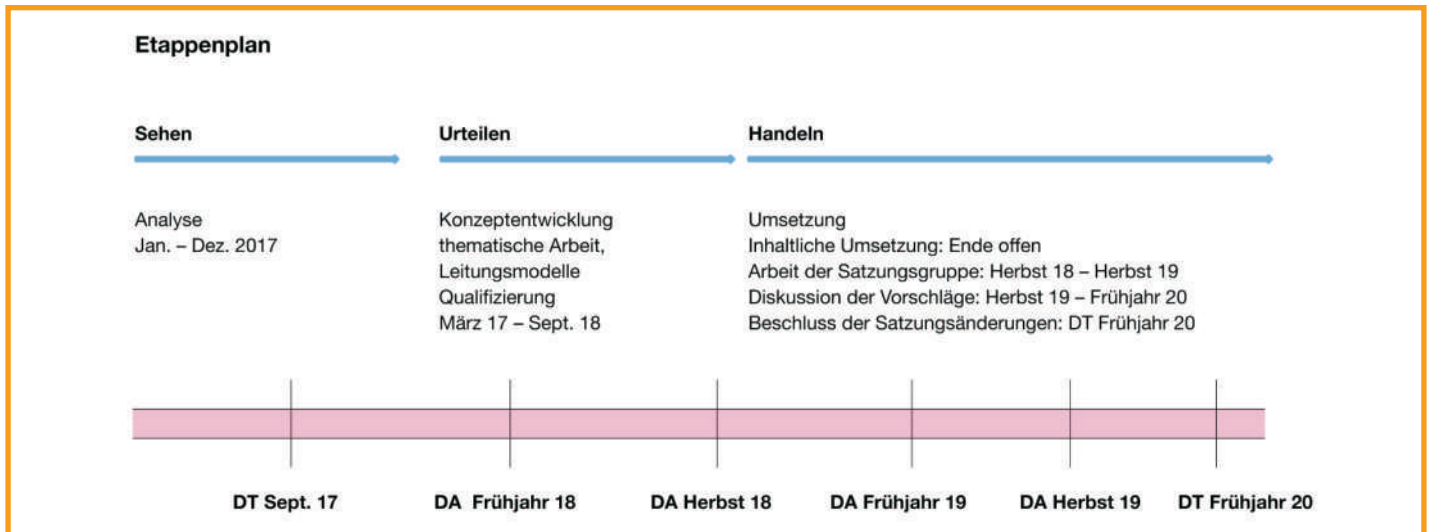 Etappenplan
Sehen
Analyse
Jan. – Dez. 2017
Urteilen
Konzeptentwicklung
thematische Arbeit,
Leitungsmodelle
Qualifizierung
März 17 – Sept. 18
Handeln
Umsetzung
Inhaltliche Umsetzung: Ende offen
Arbeit der Satzungsgruppe: Herbst 18 – Herbst 19
Diskussion der Vorschläge: Herbst 19 – Frühjahr 20
Beschluss der Satzungsänderungen: DT Frühjahr 20
DT Sept. 17
DA Frühjahr 18
DA Herbst 18
DA Frühjahr 19
DA Herbst 19
DT Frühjahr 20